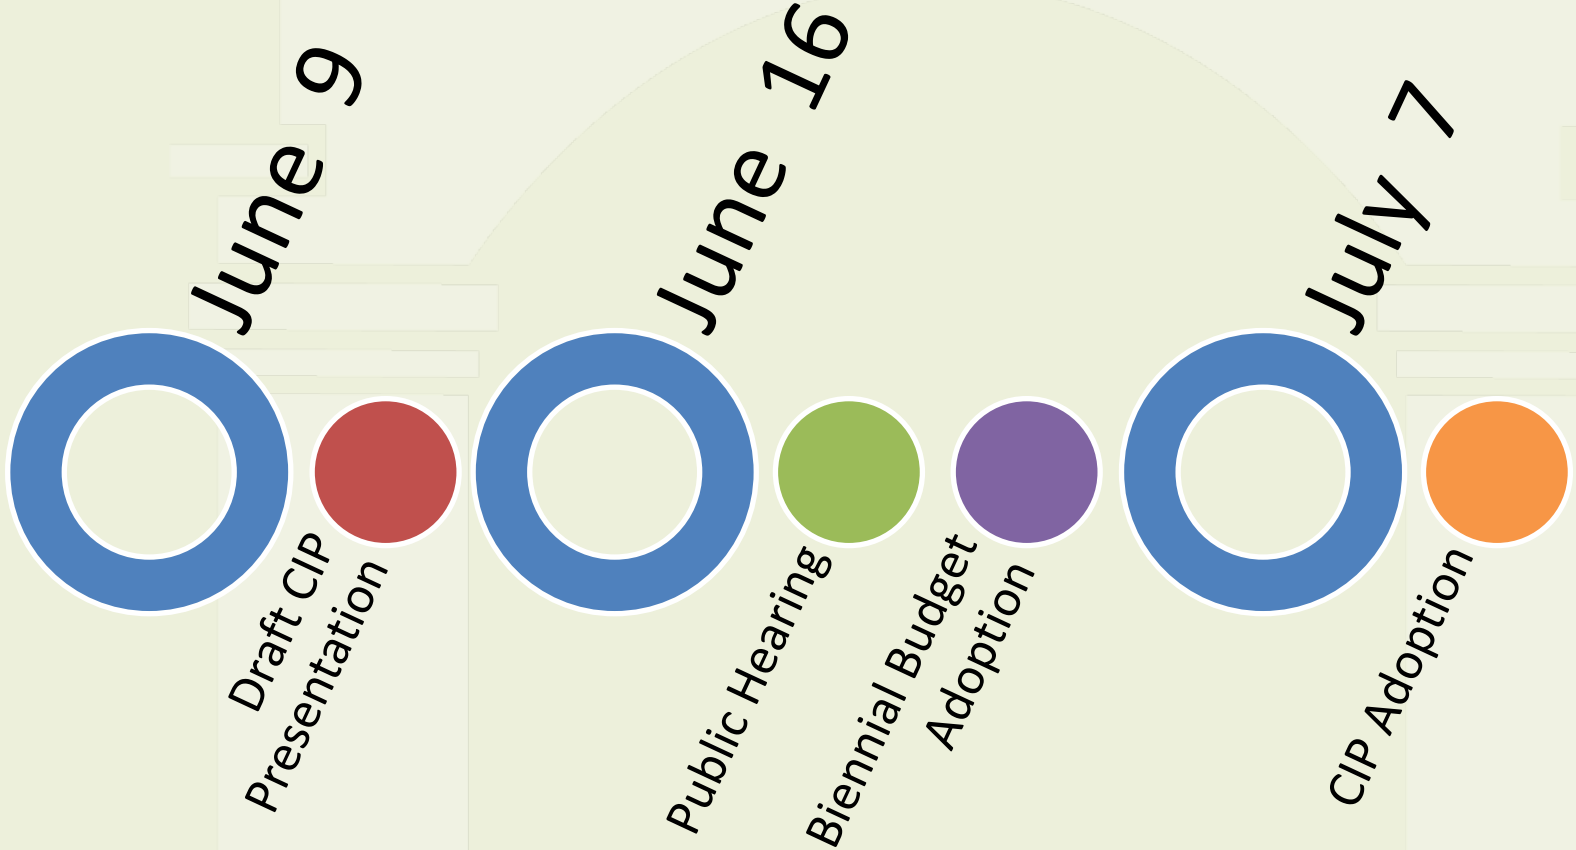 June 9
Draft CIP
Presentation
June 16
Public Hearing
Biennial Budget
Adoption
July 7
CIP Adoption